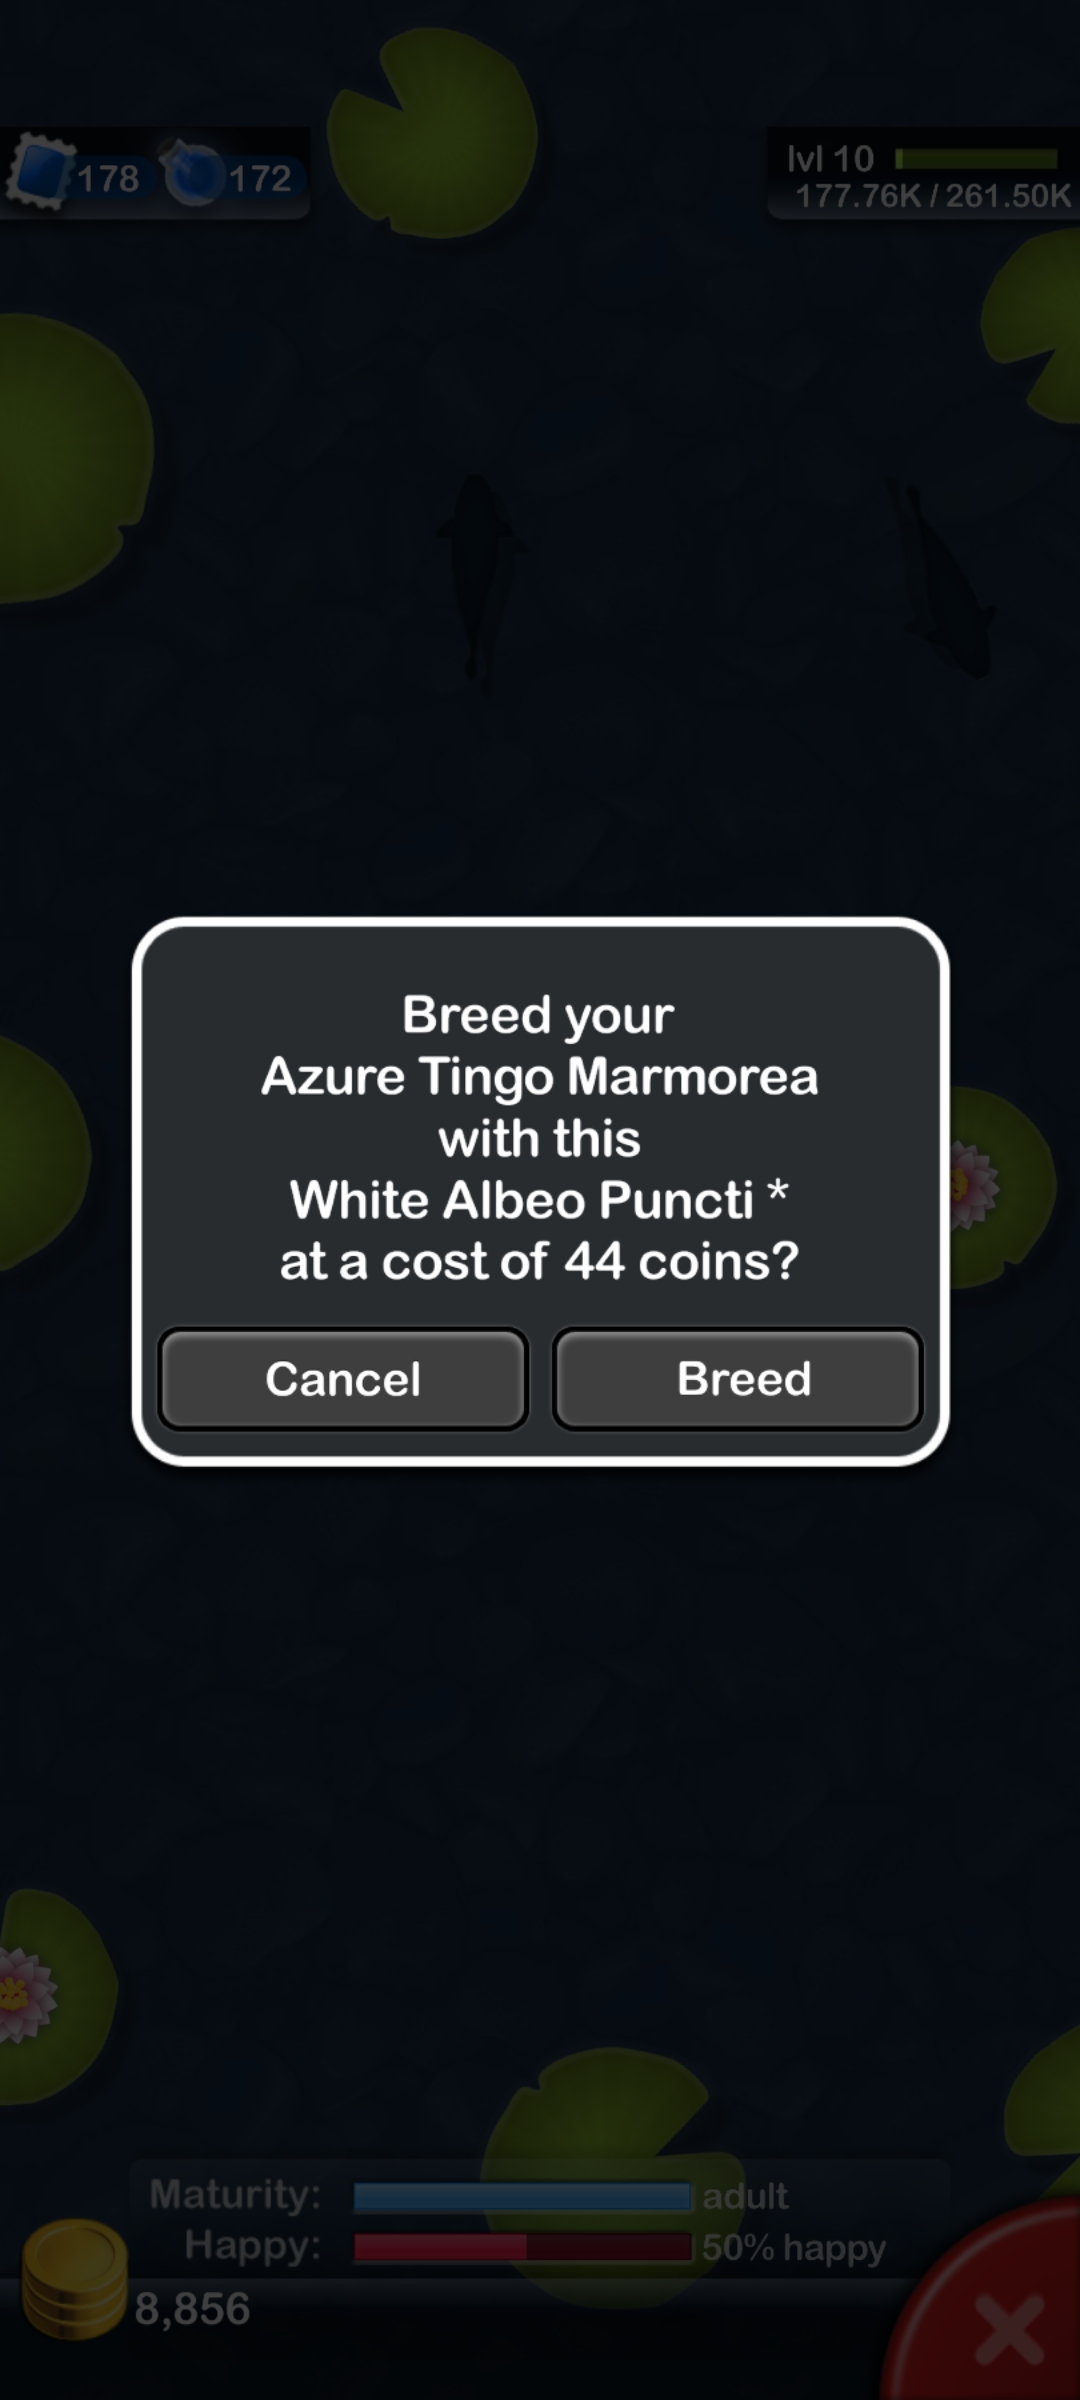 178 172
lvl 10
177.76K / 261.50K
Breed your
Azure Tingo Marmorea
with this
White Albeo Puncti *
at a cost of 44 coins?
Cancel Breed
Maturity: adult
Happy: 50% happy
8,856